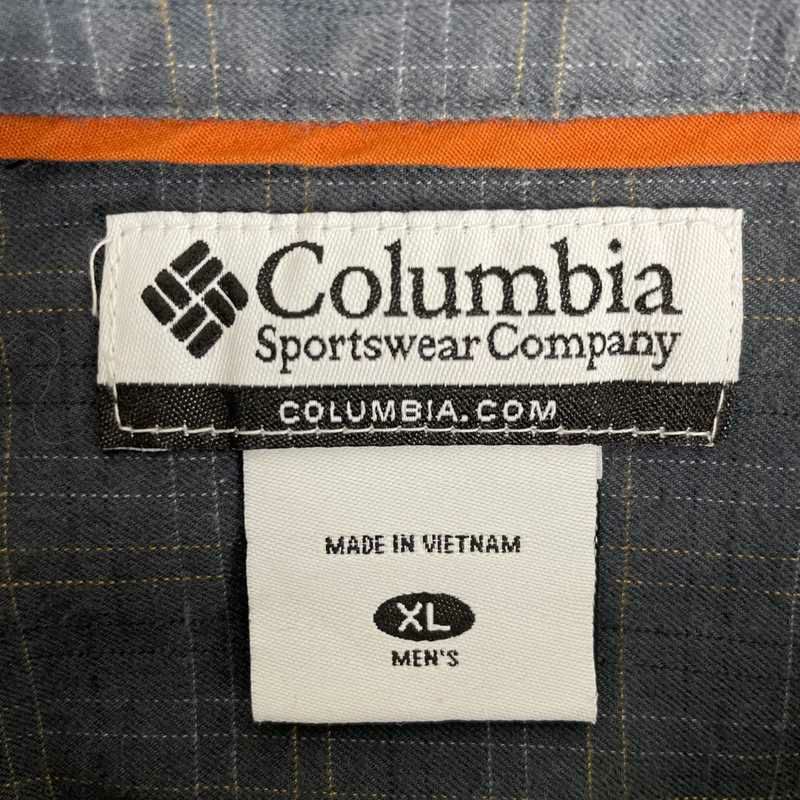 Columbia
Sportswear Company
COLUMBIA.COM
MADE IN VIETNAM
XL
MEN'S